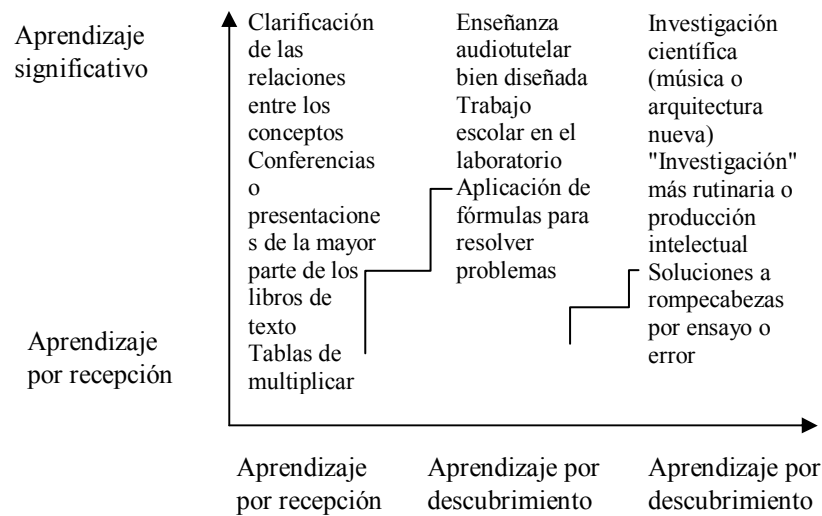 Aprendizaje
significativo
Clarificación
de las
relaciones
entre los
conceptos
Conferencias
o
presentacione
s de la mayor
parte de los
libros de
texto
Tablas de
multiplicar
Enseñanza
audiotutelar
bien diseñada
Trabajo
escolar en el
laboratorio
Aplicación de
fórmulas para
resolver
problemas
Investigación
científica
(música o
arquitectura
nueva)
"Investigación"
más rutinaria o
producción
intelectual
Soluciones a
rompecabezas
por ensayo o
error
Aprendizaje
por recepción
Aprendizaje
por recepción
Aprendizaje por
descubrimiento
Aprendizaje por
descubrimiento